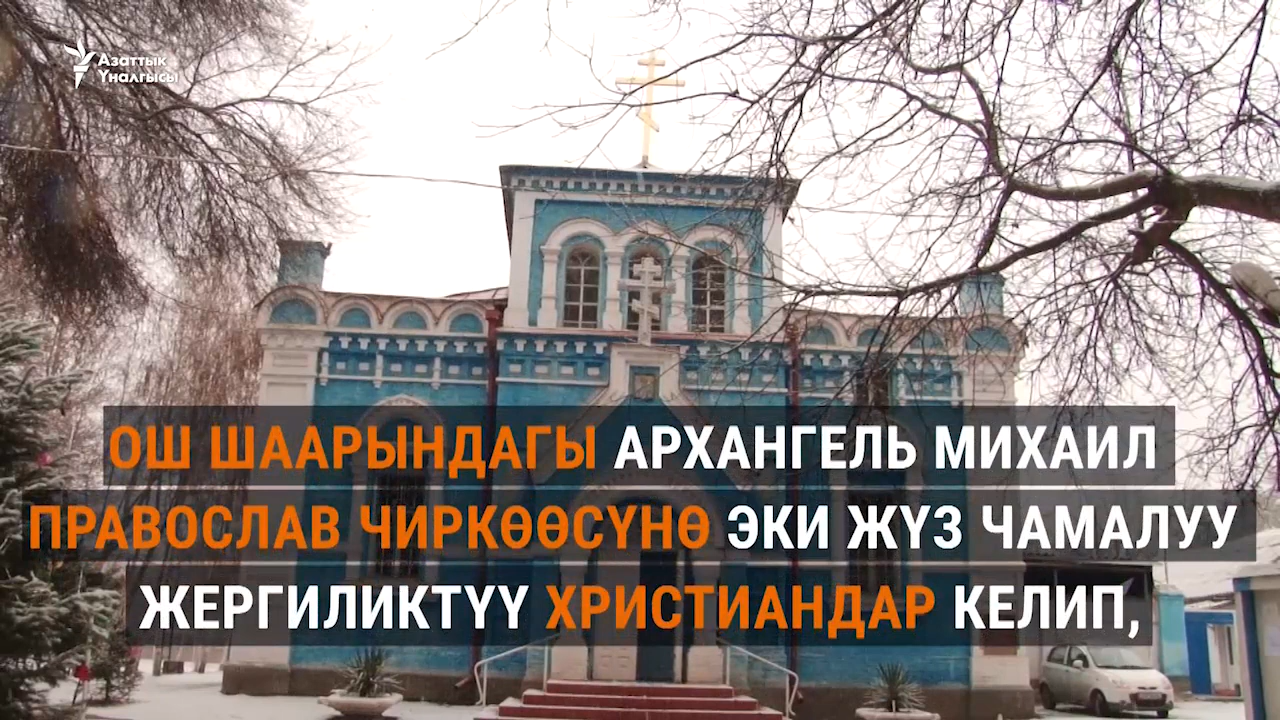 Азаттык
Үналгысы
ОШ ШААРЫНДАГЫ АРХАНГЕЛЬ МИХАИЛ
ПРАВОСЛАВ ЧИРКӨӨСҮНӨ ЭКИ ЖҮЗ ЧАМАЛУУ
ЖЕРГИЛИКТҮҮ ХРИСТИАНДАР КЕЛИП,